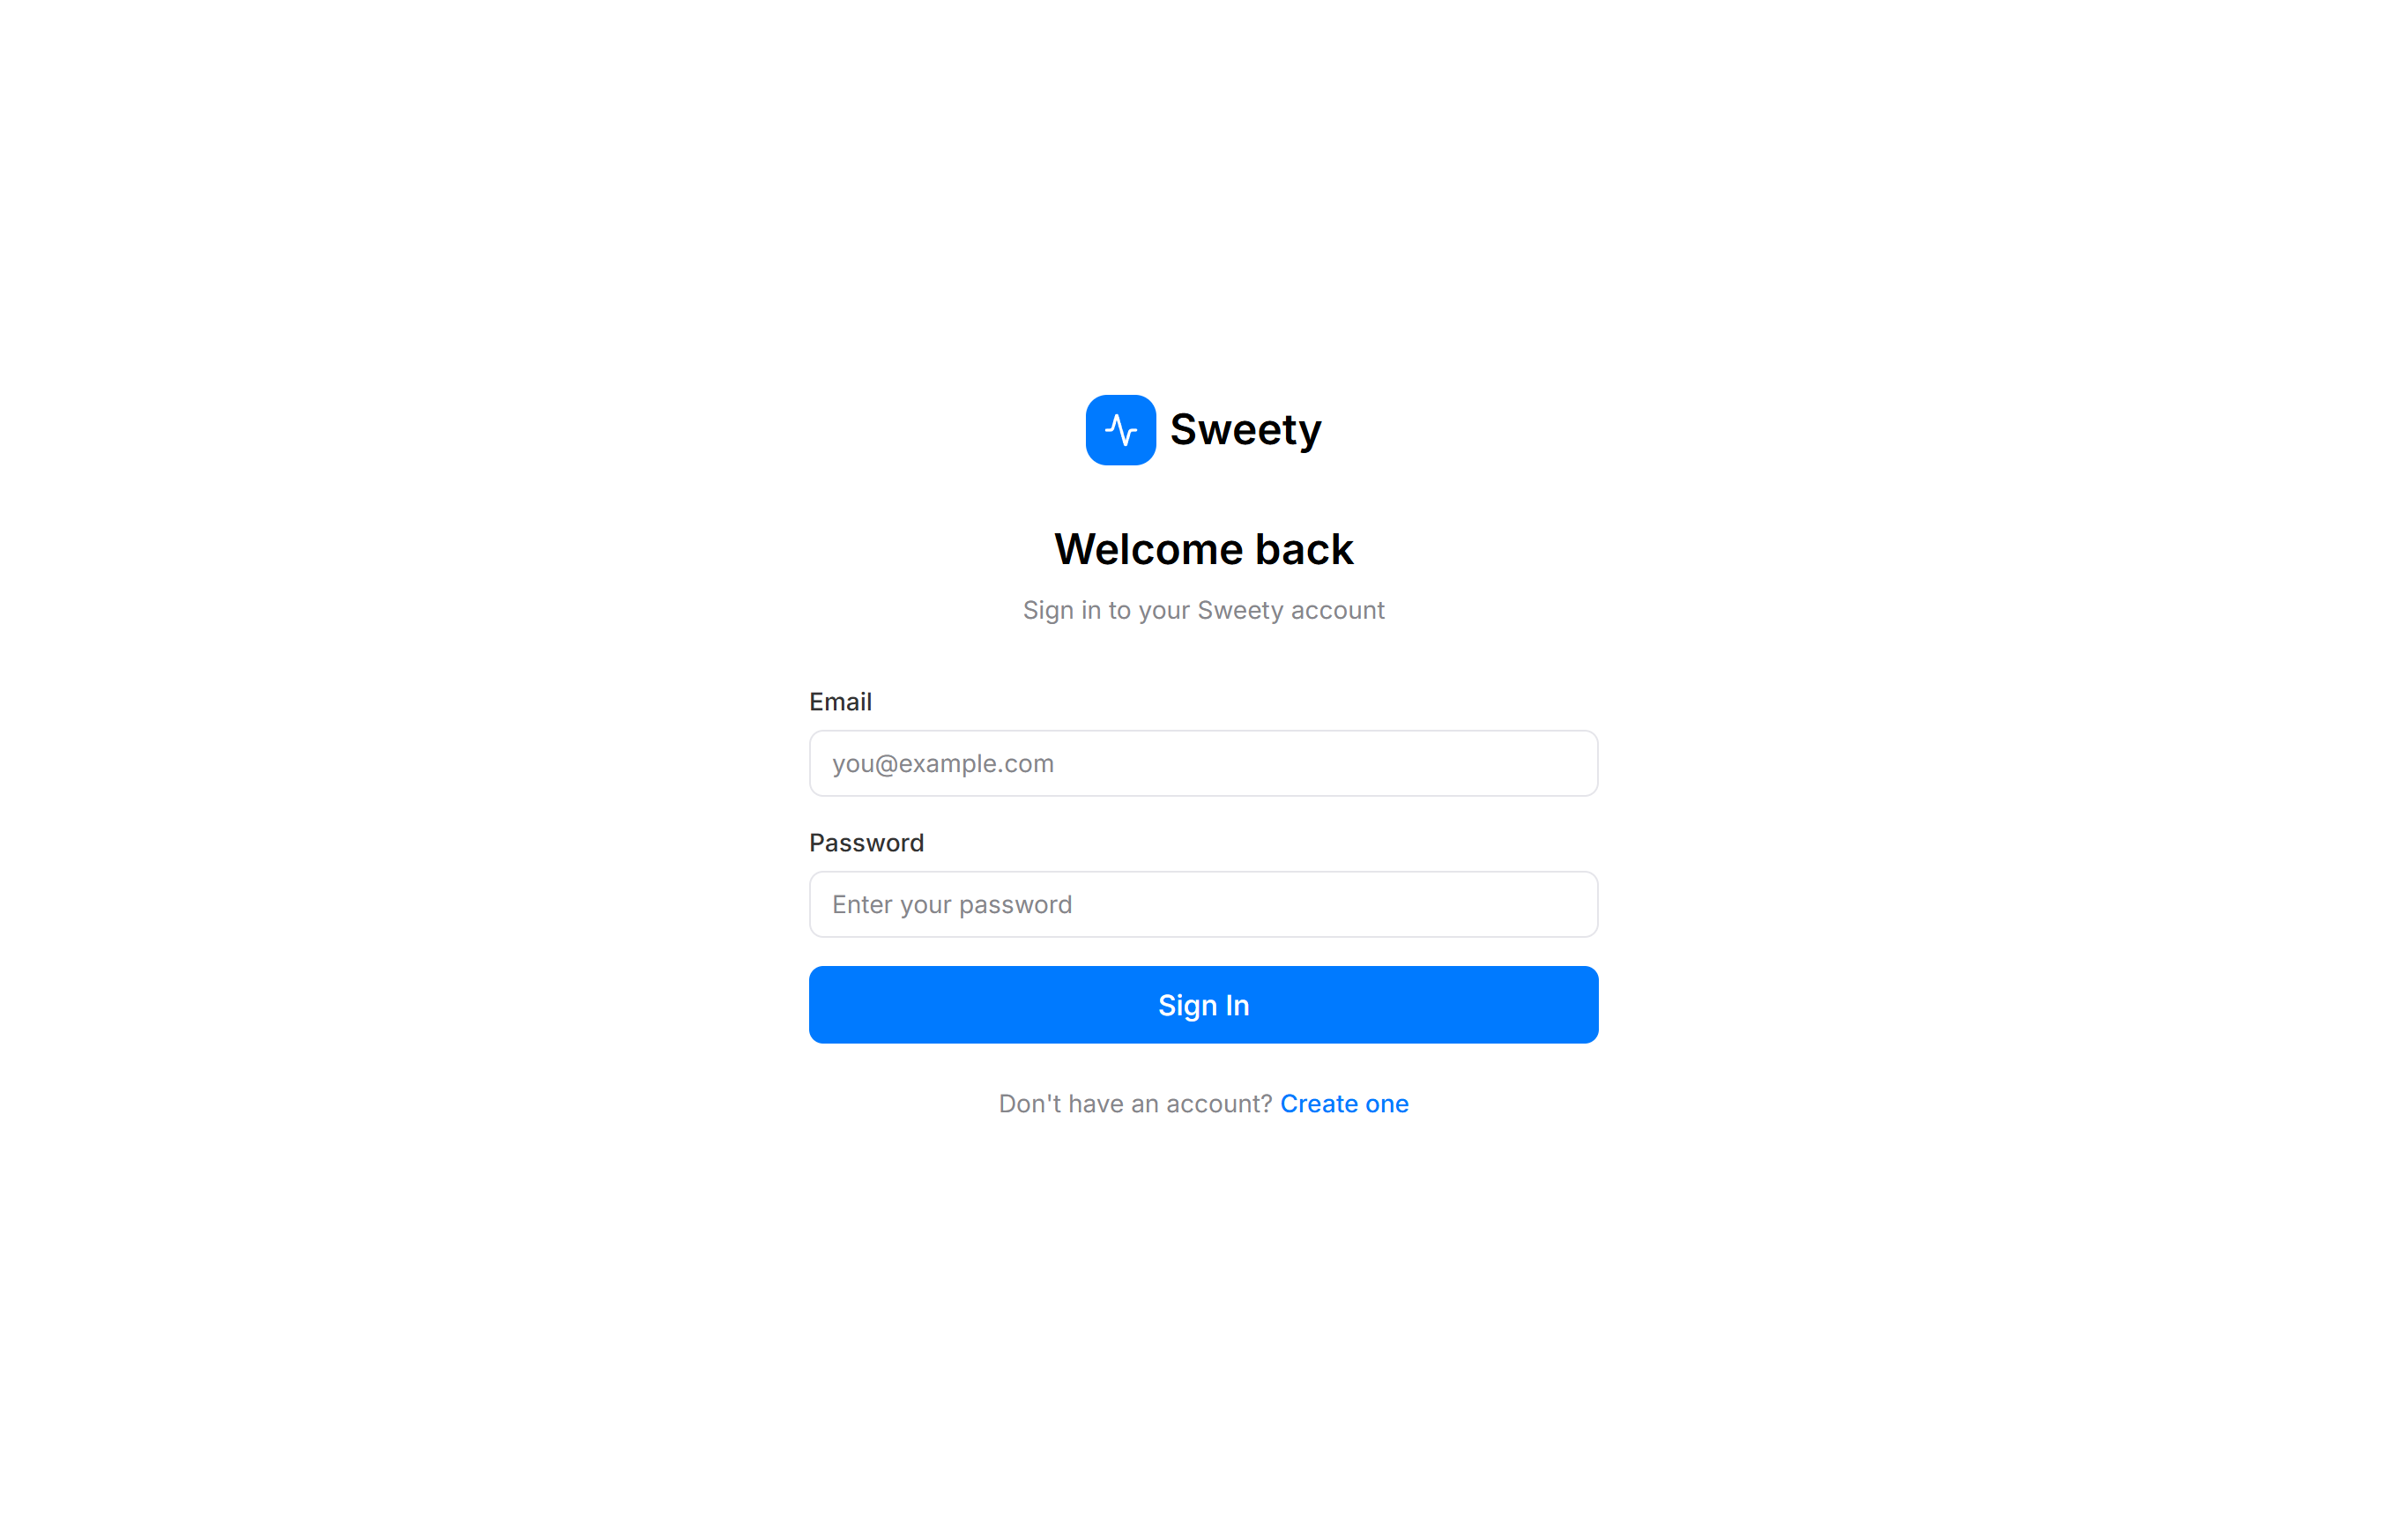 Sweety
Welcome back
Sign in to your Sweety account
Email
you@example.com
Password
Enter your password
Sign In
Don't have an account? Create one